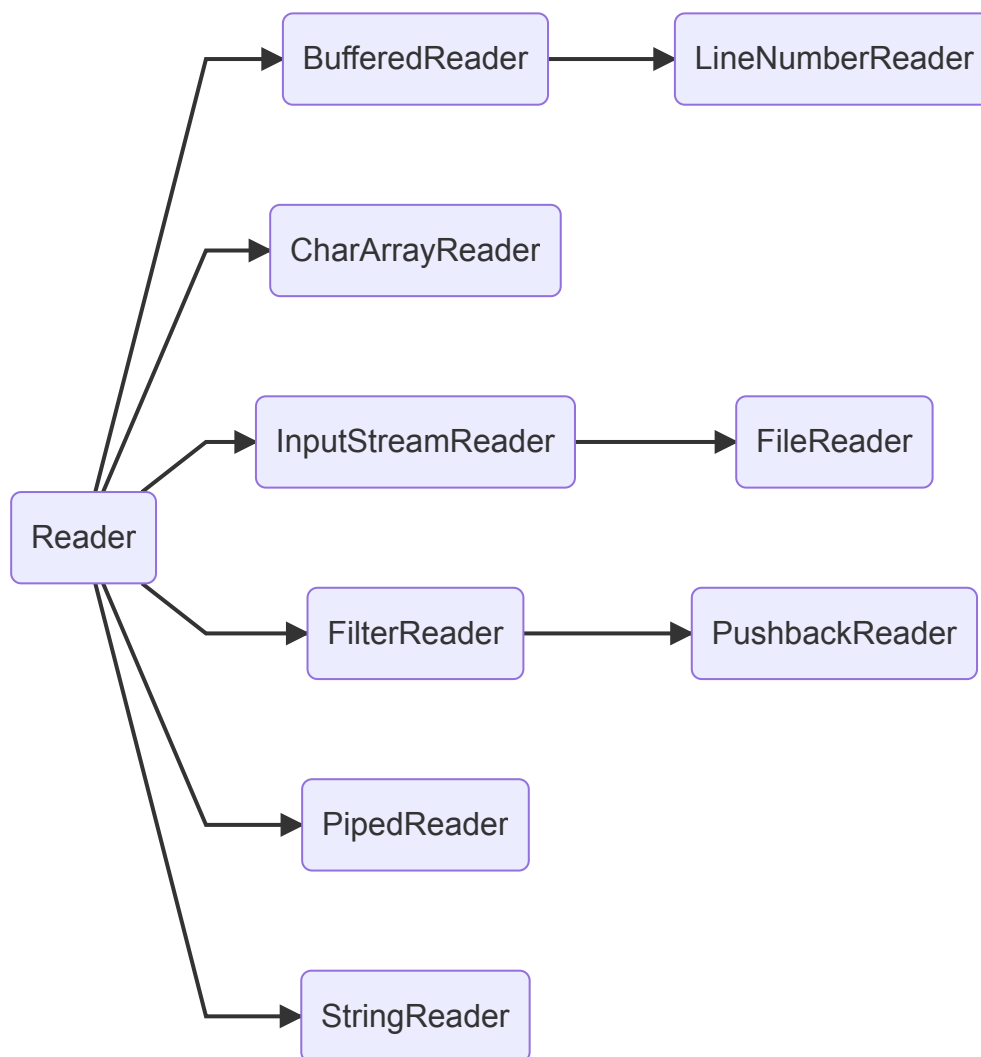 BufferedReader
LineNumberReader
CharArrayReader
InputStreamReader
FileReader
Reader
FilterReader
PushbackReader
PipedReader
StringReader